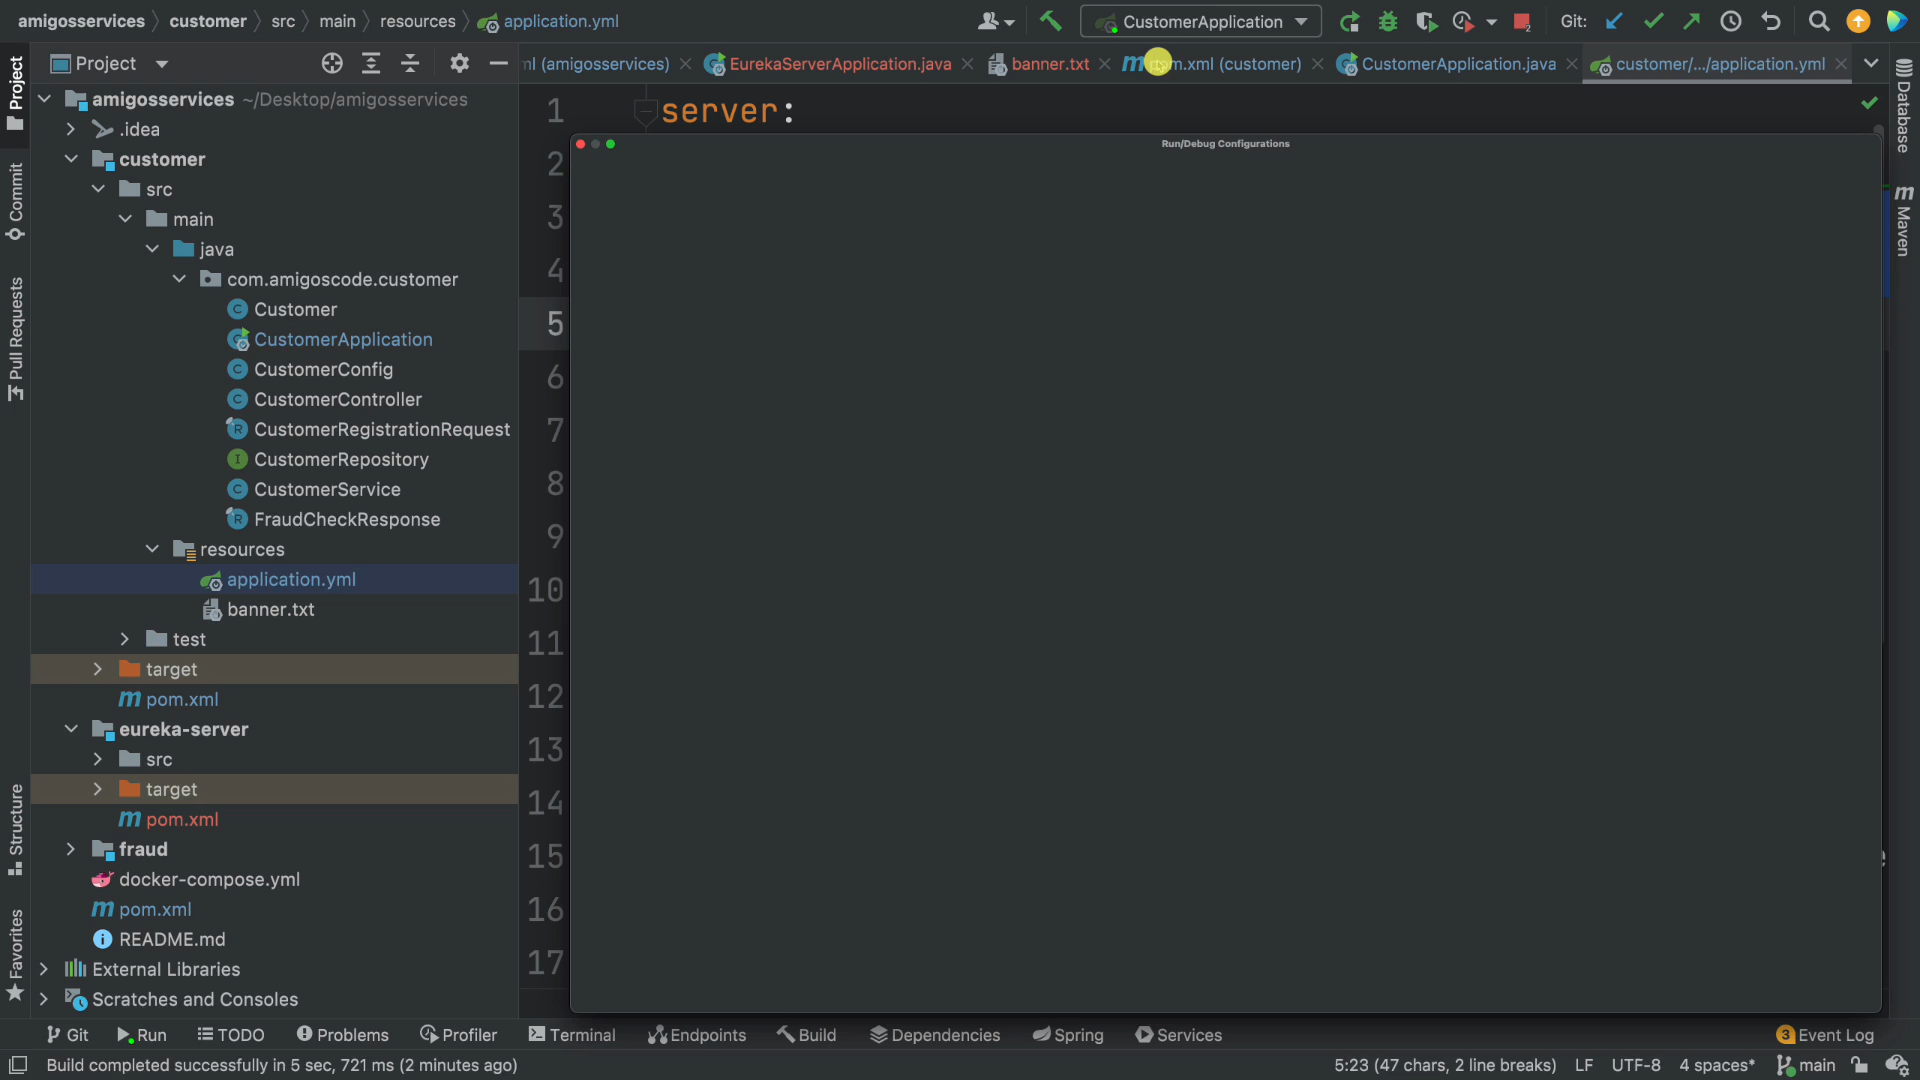 amigosservices customer src main resources application.yml
CustomerApplication
Git:
Project
ml (amigosservices)
EurekaServerApplication.java
banner.txt
pom.xml (customer)
CustomerApplication.java
customer/.../application.yml
Project
Commit
Pull Requests
Structure
Favorites
amigosservices ~/Desktop/amigosservices
.idea
customer
src
main
java
com.amigoscode.customer
Customer
CustomerApplication
CustomerConfig
CustomerController
CustomerRegistrationRequest
CustomerRepository
CustomerService
FraudCheckResponse
resources
application.yml
banner.txt
test
target
pom.xml
eureka-server
src
target
pom.xml
fraud
docker-compose.yml
pom.xml
README.md
External Libraries
Scratches and Consoles
1 server:
2
3
4
5
6
7
8
9
10
11
12
13
14
15
16
17
Run/Debug Configurations
Database
Maven
Git Run TODO Problems Profiler Terminal Endpoints Build Dependencies Spring Services 3 Event Log
Build completed successfully in 5 sec, 721 ms (2 minutes ago)
5:23 (47 chars, 2 line breaks) LF UTF-8 4 spaces* main